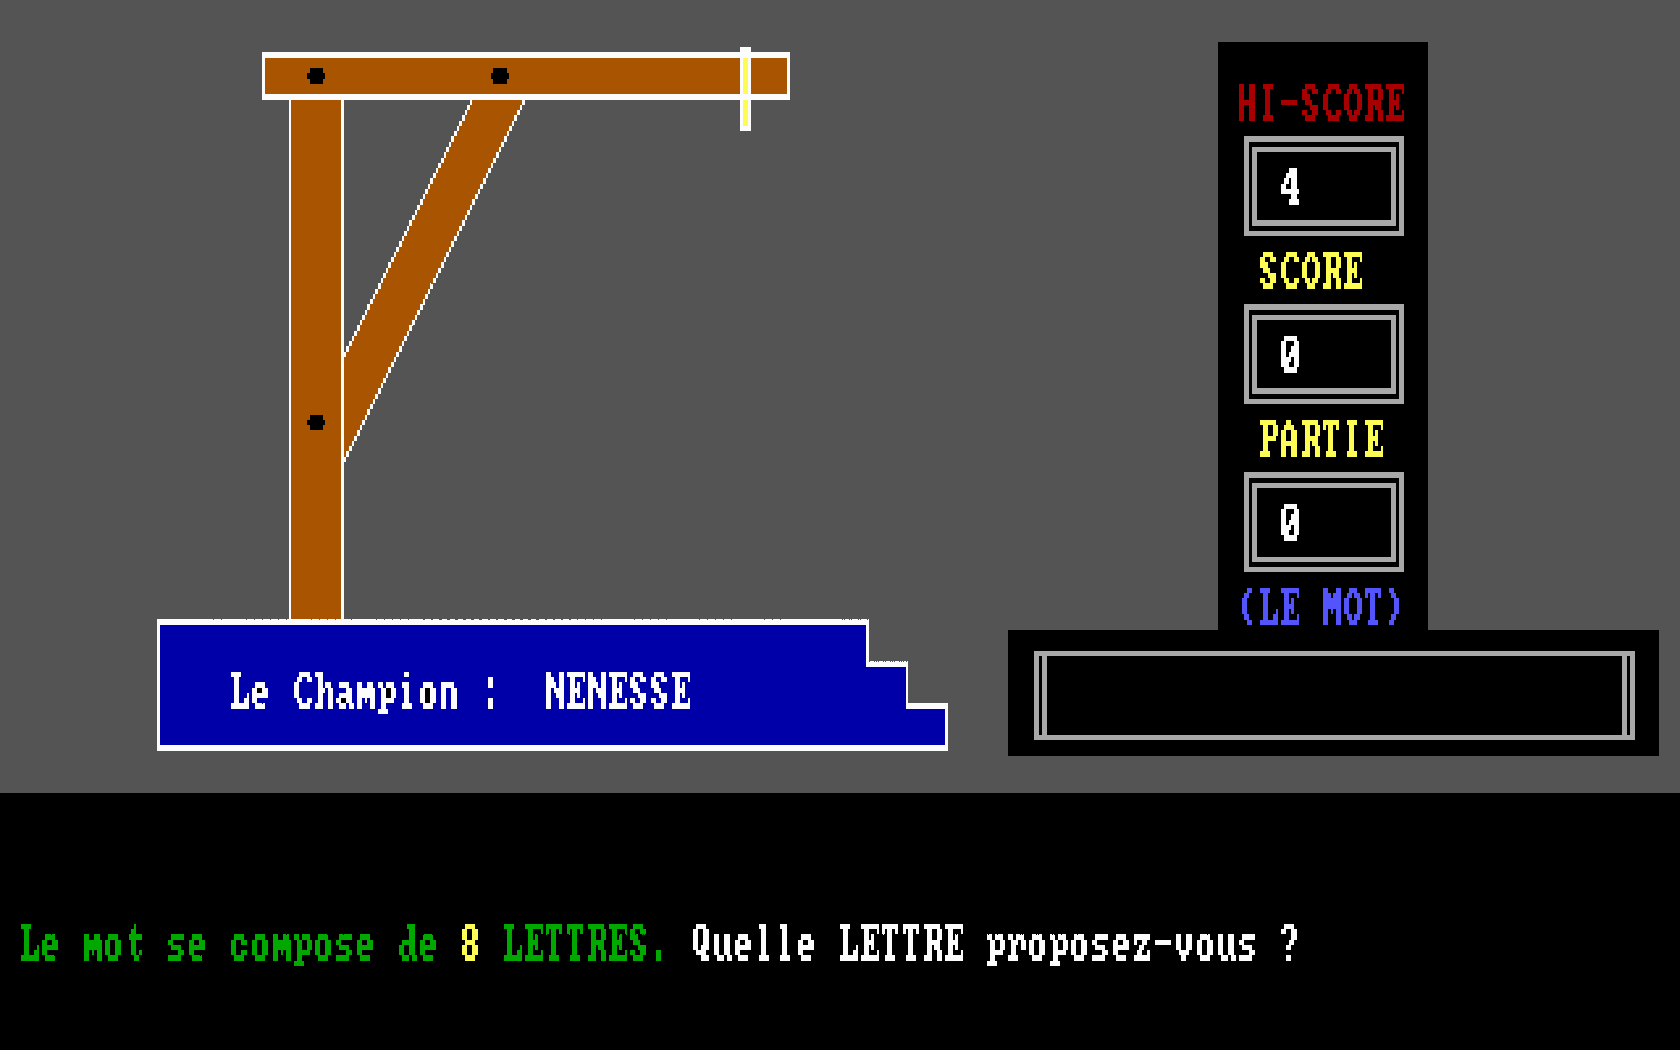 HI-SCORE
4
SCORE
0
PARTIE
0
(LE MOT)
Le Champion : NENESSE
Le mot se compose de 8 LETTRES. Quelle LETTRE proposez-vous ?